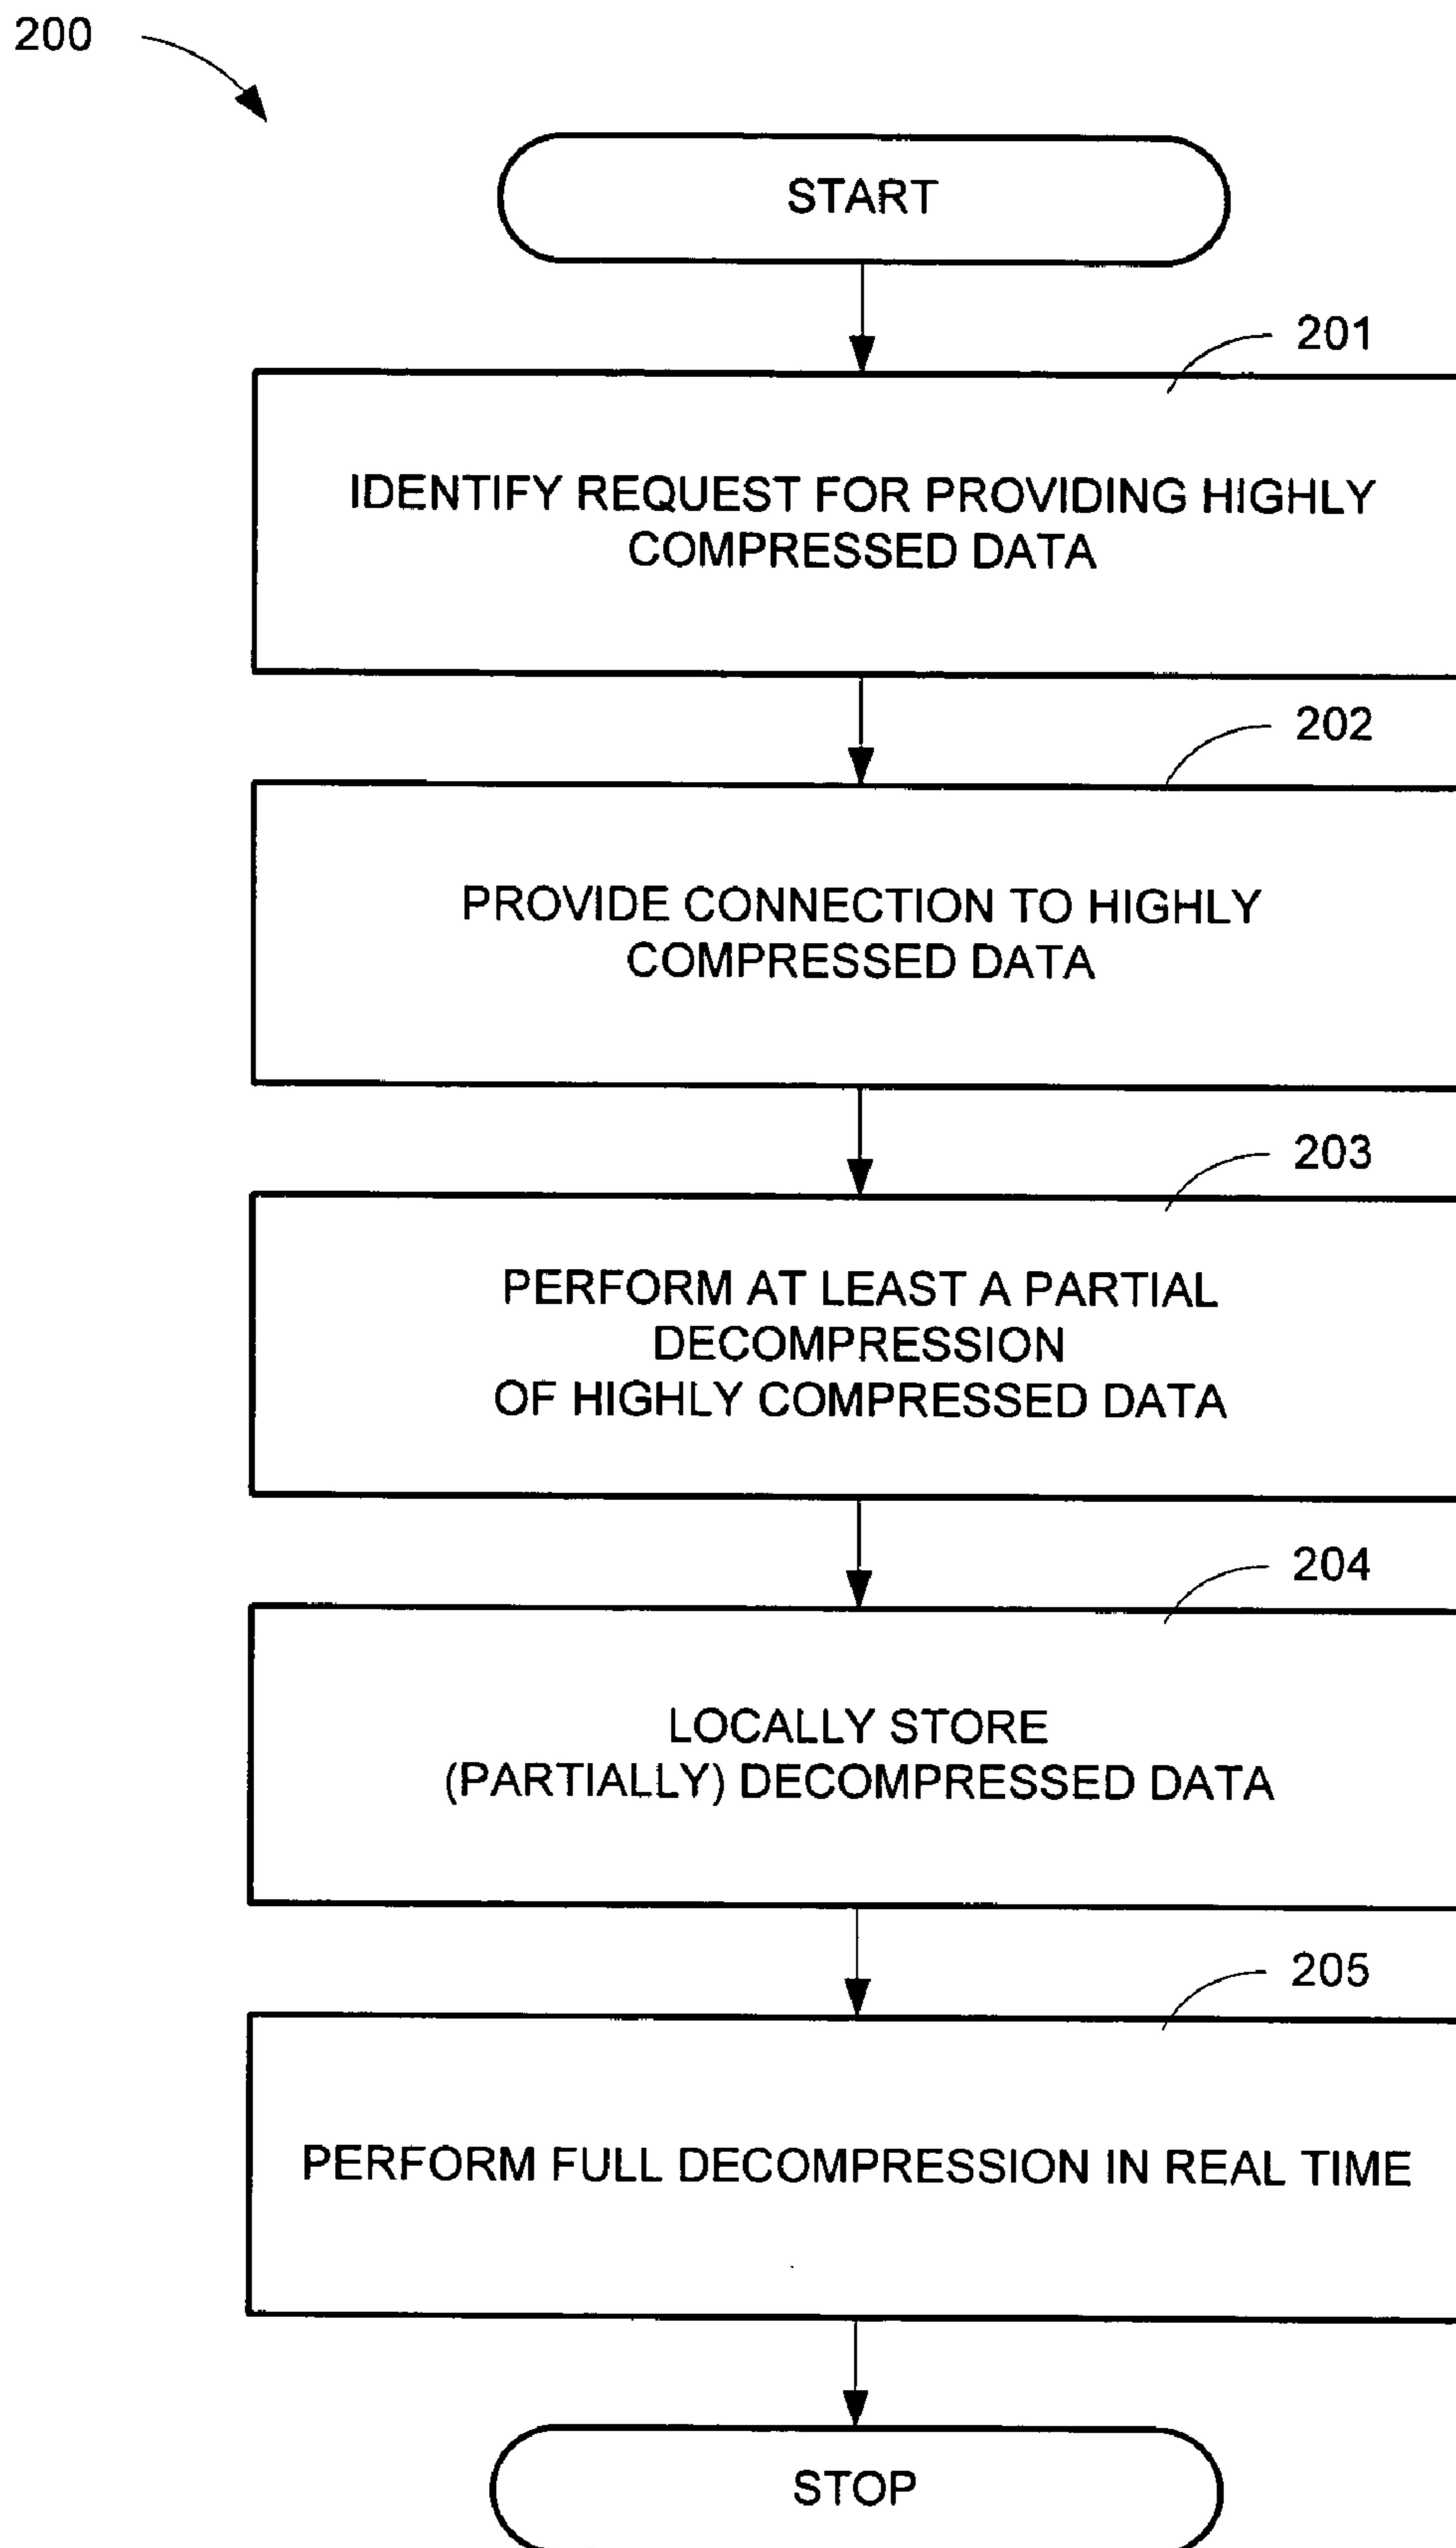 200
START
201
IDENTIFY REQUEST FOR PROVIDING HIGHLY
COMPRESSED DATA
202
PROVIDE CONNECTION TO HIGHLY
COMPRESSED DATA
203
PERFORM AT LEAST A PARTIAL
DECOMPRESSION
OF HIGHLY COMPRESSED DATA
204
LOCALLY STORE
(PARTIALLY) DECOMPRESSED DATA
205
PERFORM FULL DECOMPRESSION IN REAL TIME
STOP